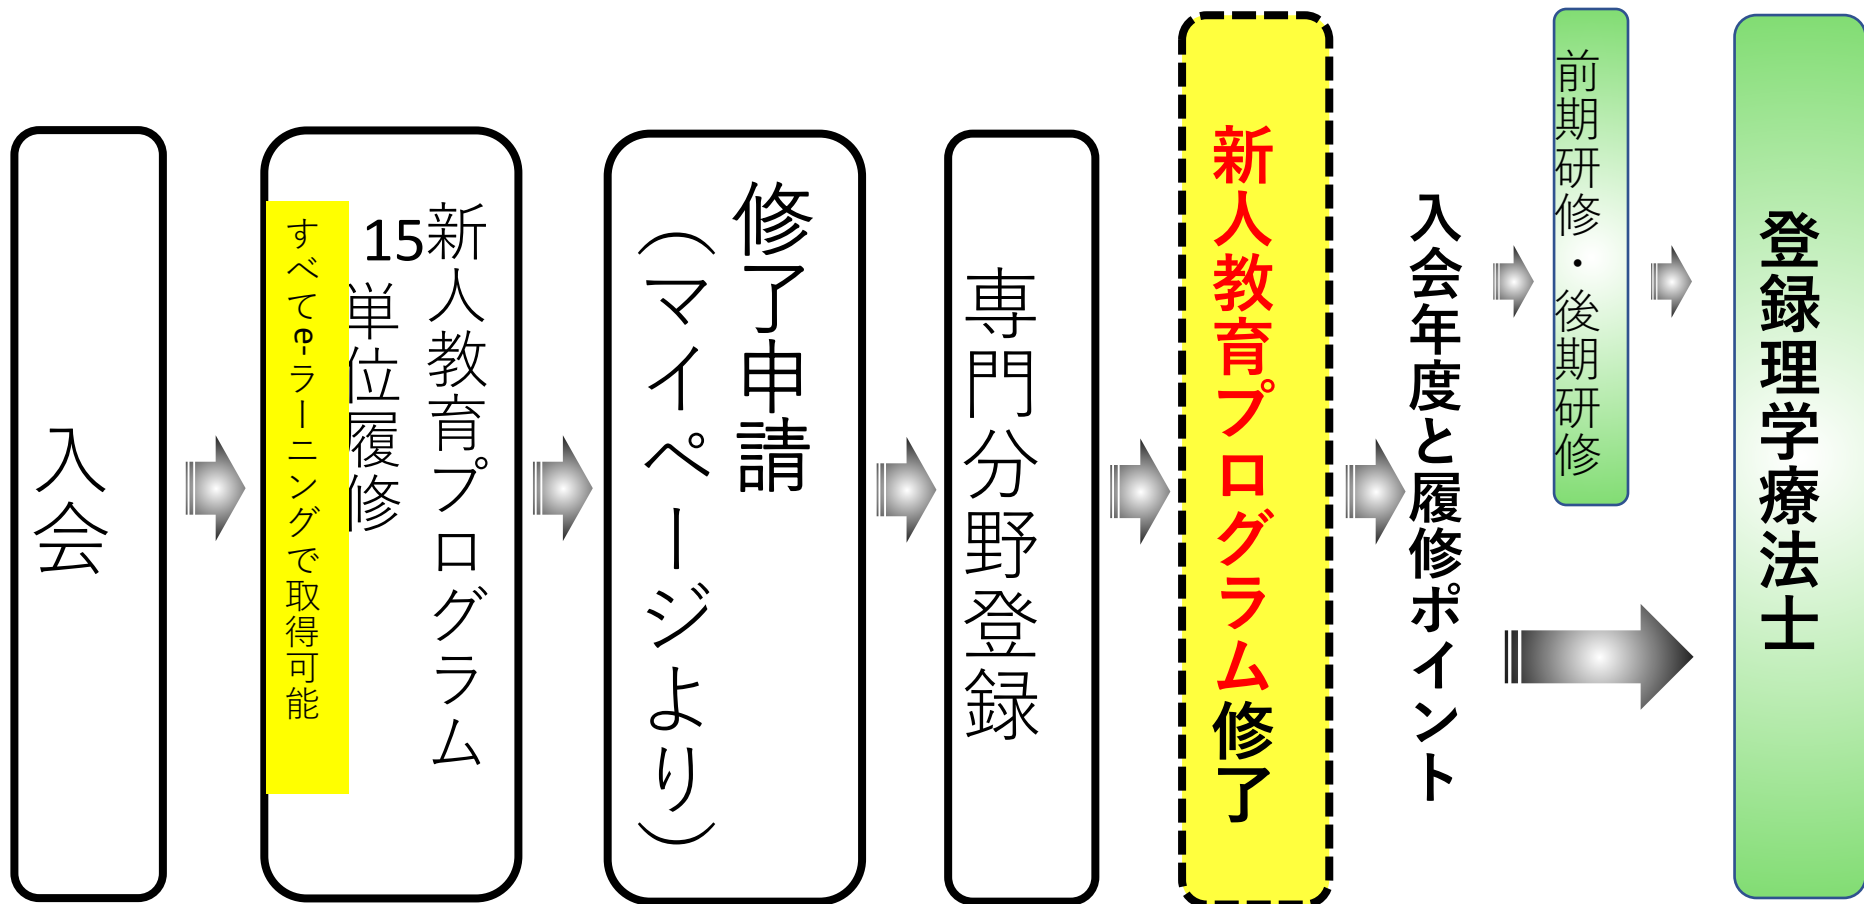 入会
新人教育プログラム
15単位履修
すべてe-ラーニングで取得可能
修了申請
（マイページより）
専門分野登録
新人教育プログラム修了
入会年度と履修ポイント
前期研修・後期研修
登録理学療法士